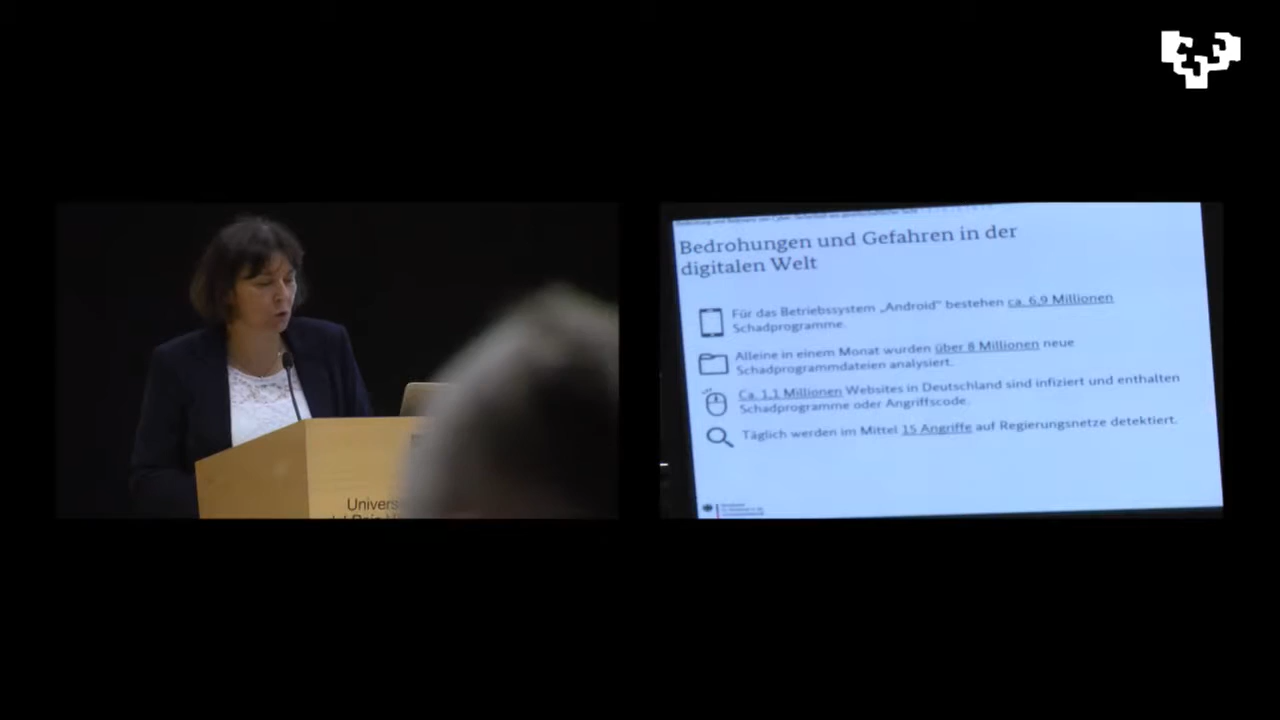 Univers
Bedrohungen und Gefahren in der
digitalen Welt
Für das Betriebssystem „Android“ bestehen ca. 6,9 Millionen
Schadprogramme.
Alleine in einem Monat wurden über 8 Millionen neue
Schadprogrammdateien analysiert.
Ca. 1,1 Millionen Websites in Deutschland sind infiziert und enthalten
Schadprogramme oder Angriffscode.
Täglich werden im Mittel 15 Angriffe auf Regierungsnetze detektiert.